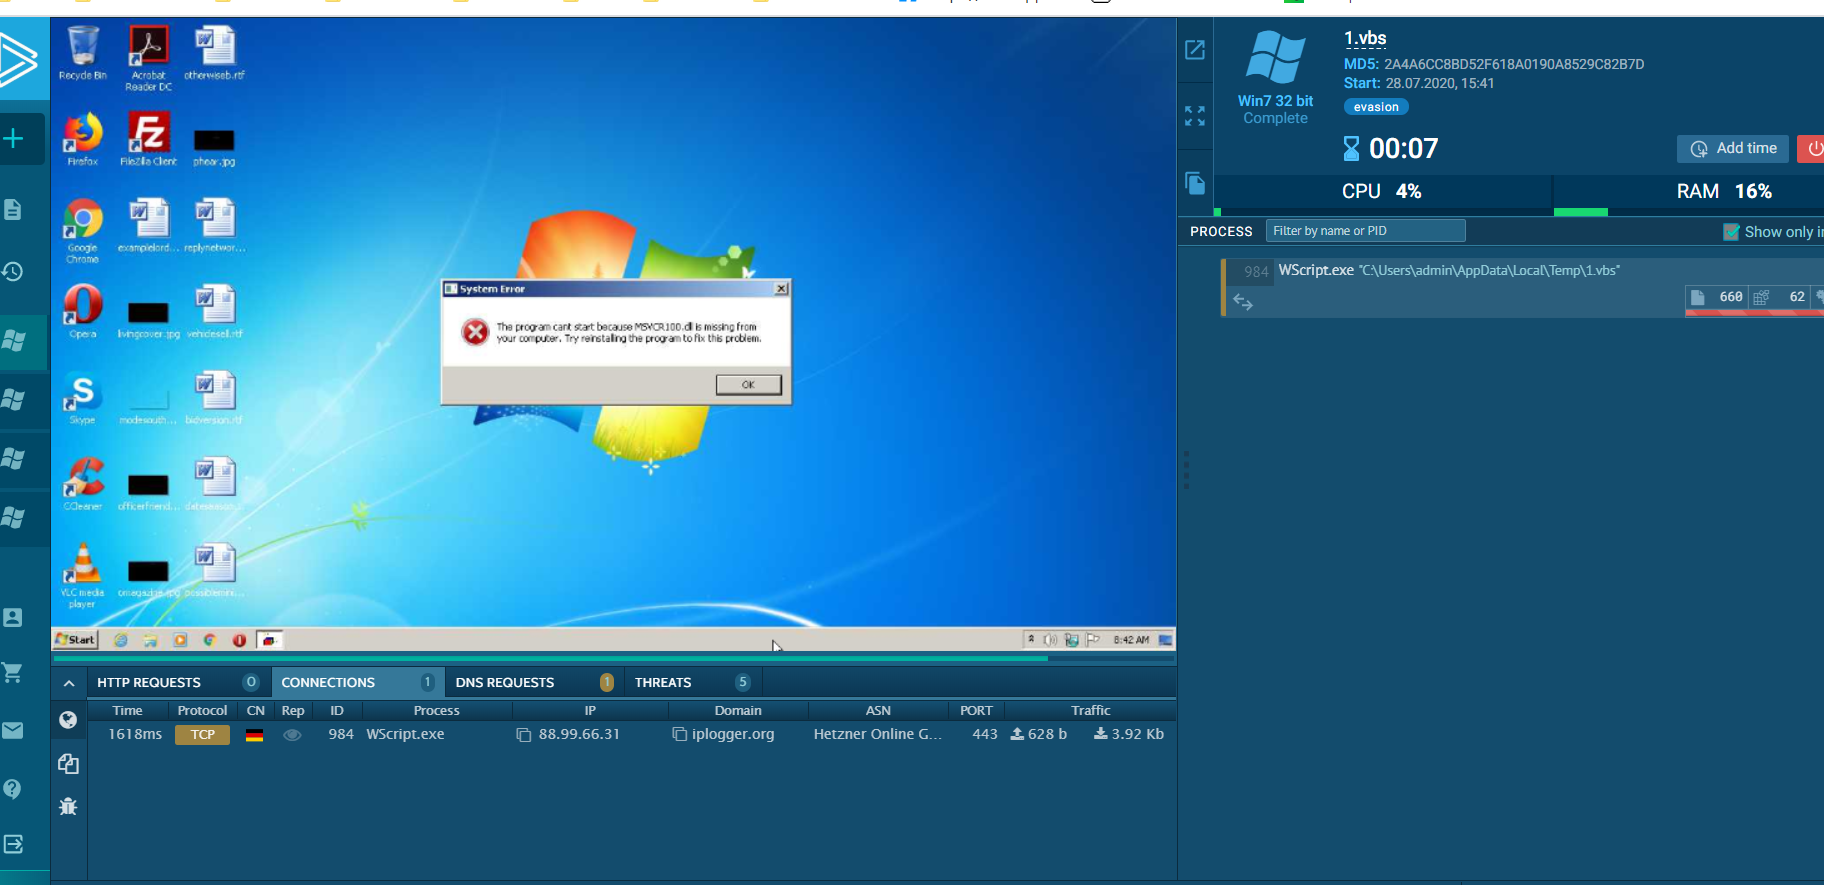 Recycle Bin
Acrobat Reader DC
otherwiseb.rtf
Firefox
FileZilla Client
phear.jpg
Google Chrome
examplelord...
replynetwor...
Opera
livingcover.jpg
vehiclesell.rtf
Skype
modesouth...
bidversion.rtf
CCleaner
officerfriend...
VLC media player
omagazine.jpg
possiblemini...
System Error
The program cant start because MSVCR100.dll is missing from
your computer. Try reinstalling the program to fix this problem.
OK
Start
8:42 AM
1.vbs
MD5: 2A4A6CC8BD52F618A0190A8529C82B7D
Start: 28.07.2020, 15:41
evasion
Win7 32 bit
Complete
00:07
Add time
CPU 4%
RAM 16%
PROCESS
Filter by name or PID
Show only
984 WScript.exe "C:\Users\admin\AppData\Local\Temp\1.vbs"
660 62
HTTP REQUESTS 0 CONNECTIONS 1 DNS REQUESTS 1 THREATS 5
Time Protocol CN Rep ID Process IP Domain ASN PORT Traffic
1618ms TCP 984 WScript.exe 88.99.66.31 iplogger.org Hetzner Online G... 443 628 b 3.92 Kb